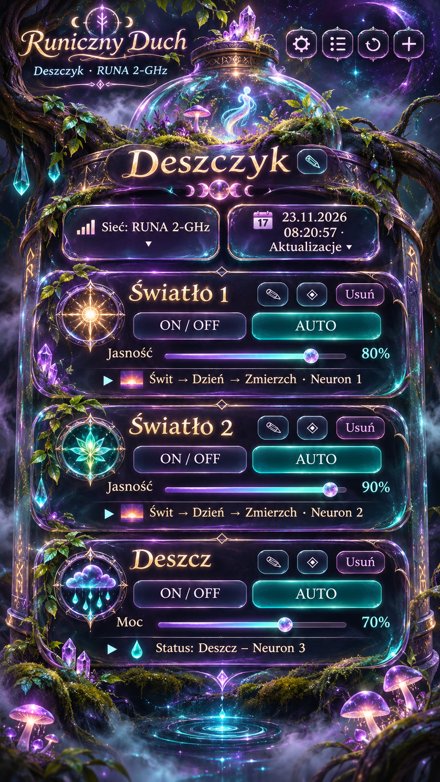 Runiczny Duch
Deszczyk · RUNA 2-GHz
Deszczyk
Sieć: RUNA 2-GHz
17
23.11.2026
08:20:57 ·
Aktualizacje
Światło 1
Usuń
ON / OFF
AUTO
Jasność
80%
Świt → Dzień → Zmierzch · Neuron 1
Światło 2
Usuń
ON / OFF
AUTO
Jasność
90%
Świt → Dzień → Zmierzch · Neuron 2
Deszcz
Usuń
ON / OFF
AUTO
Moc
70%
Status: Deszcz – Neuron 3